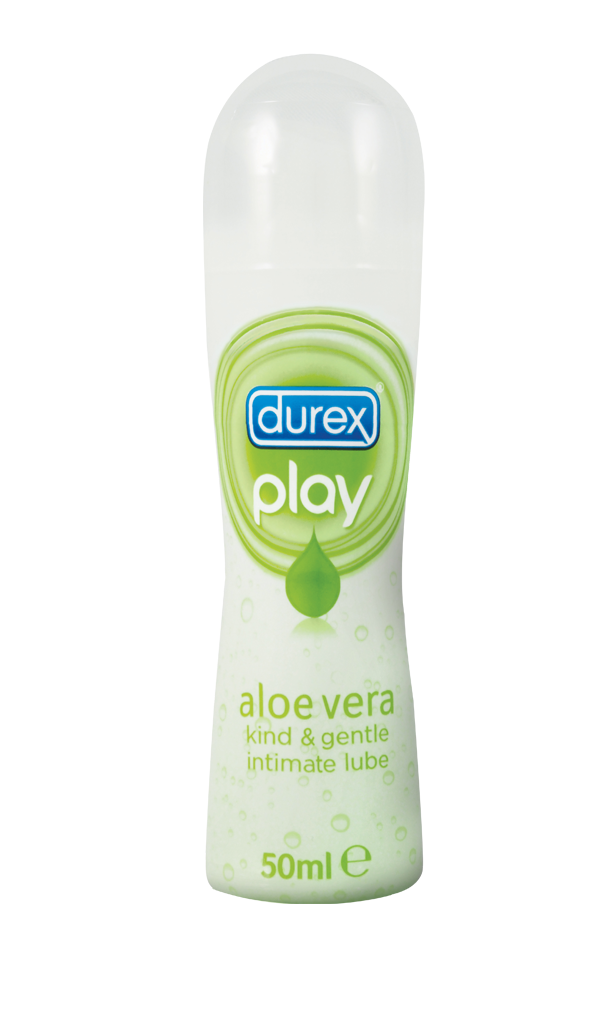 durex®
play
aloe vera
kind & gentle
intimate lube
50ml ℮